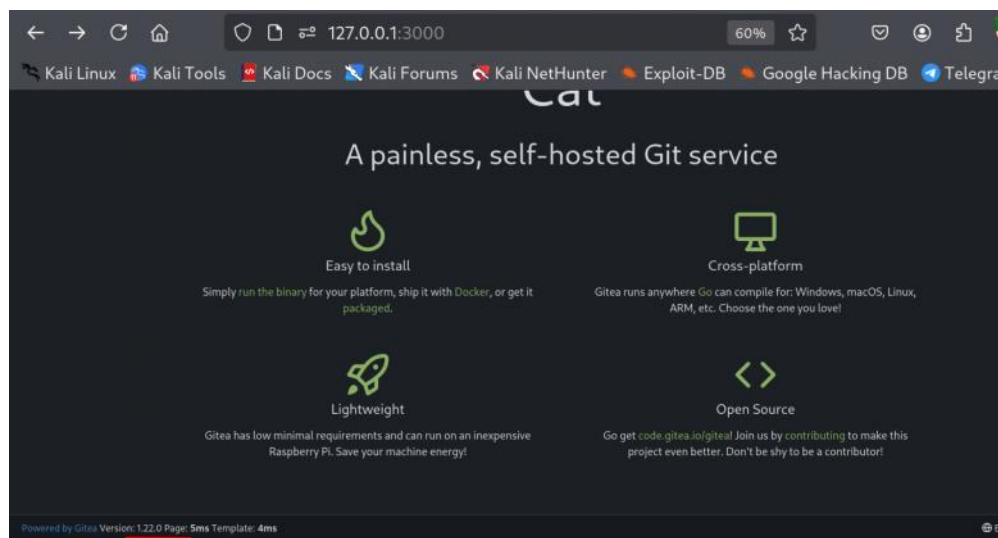 127.0.0.1:3000
60%
Kali Linux Kali Tools Kali Docs Kali Forums Kali NetHunter Exploit-DB Google Hacking DB Telegra
Cat
A painless, self-hosted Git service
Easy to install
Simply run the binary for your platform, ship it with Docker, or get it
packaged.
Cross-platform
Gitea runs anywhere Go can compile for: Windows, macOS, Linux,
ARM, etc. Choose the one you love!
Lightweight
Gitea has low minimal requirements and can run on an inexpensive
Raspberry Pi. Save your machine energy!
Open Source
Go get code.gitea.io/gitea! Join us by contributing to make this
project even better. Don't be shy to be a contributor!
Powered by Gitea Version: 1.22.0 Page: 5ms Template: 4ms